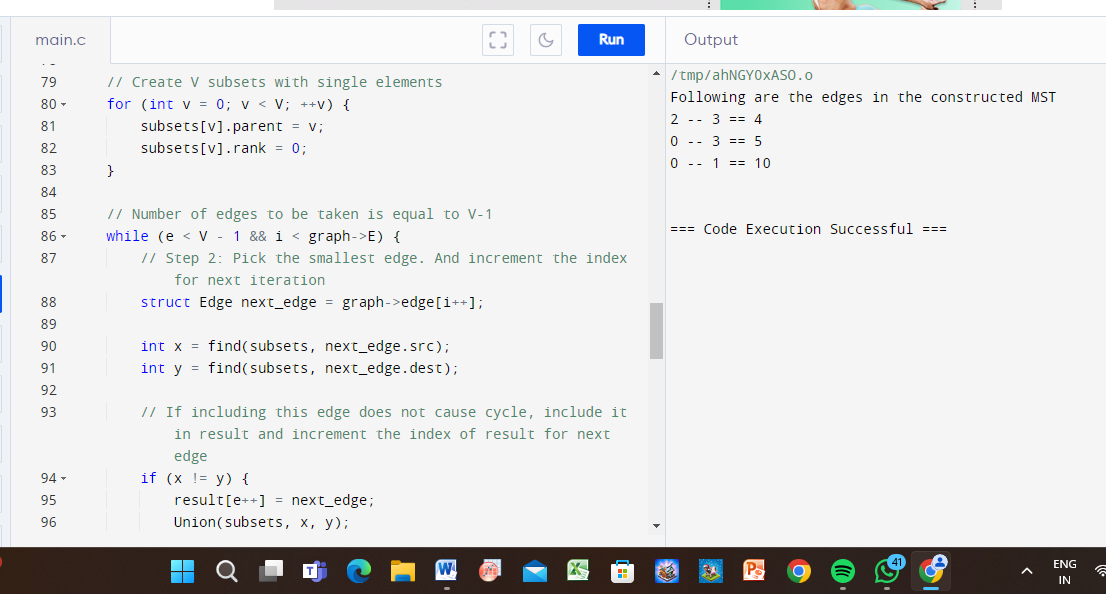 main.c
Run
Output
79 // Create V subsets with single elements
80 for (int v = 0; v < V; ++v) {
81 subsets[v].parent = v;
82 subsets[v].rank = 0;
83 }
84
85 // Number of edges to be taken is equal to V-1
86 while (e < V - 1 && i < graph->E) {
87 // Step 2: Pick the smallest edge. And increment the index
for next iteration
88 struct Edge next_edge = graph->edge[i++];
89
90 int x = find(subsets, next_edge.src);
91 int y = find(subsets, next_edge.dest);
92
93 // If including this edge does not cause cycle, include it
in result and increment the index of result for next
edge
94 if (x != y) {
95 result[e++] = next_edge;
96 Union(subsets, x, y);
/tmp/ahNGY0xASO.o
Following are the edges in the constructed MST
2 -- 3 == 4
0 -- 3 == 5
0 -- 1 == 10
=== Code Execution Successful ===
41
ENG
IN